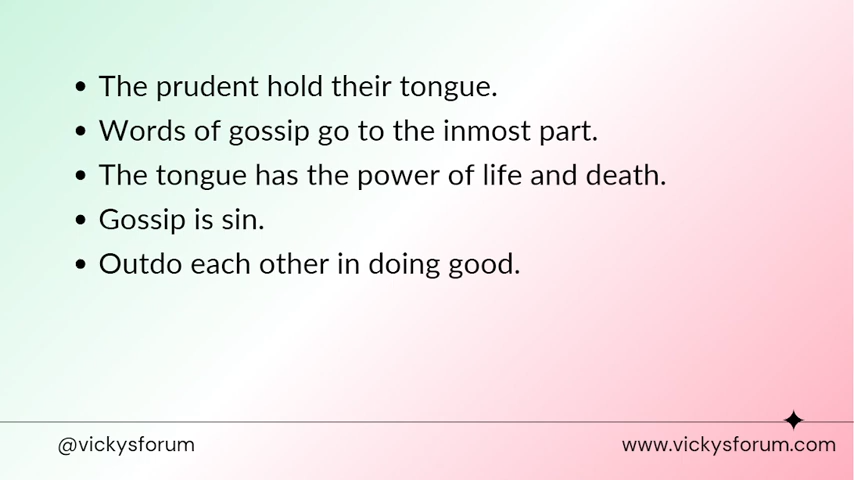 • The prudent hold their tongue.
• Words of gossip go to the inmost part.
• The tongue has the power of life and death.
• Gossip is sin.
• Outdo each other in doing good.
@vickysforum
www.vickysforum.com